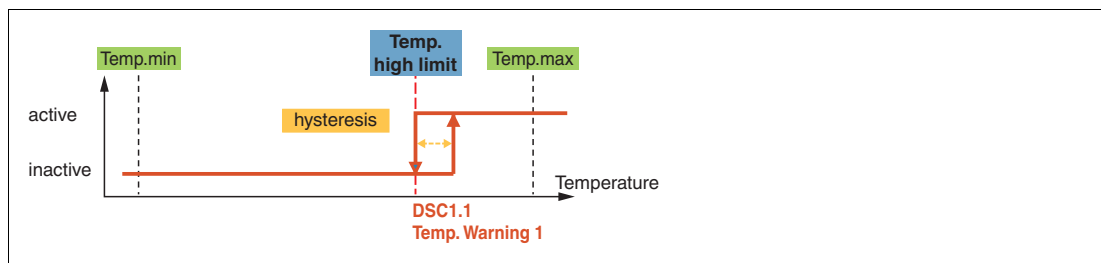 Temp.
high limit
Temp.min
Temp.max
active
hysteresis
inactive
Temperature
DSC1.1
Temp. Warning 1